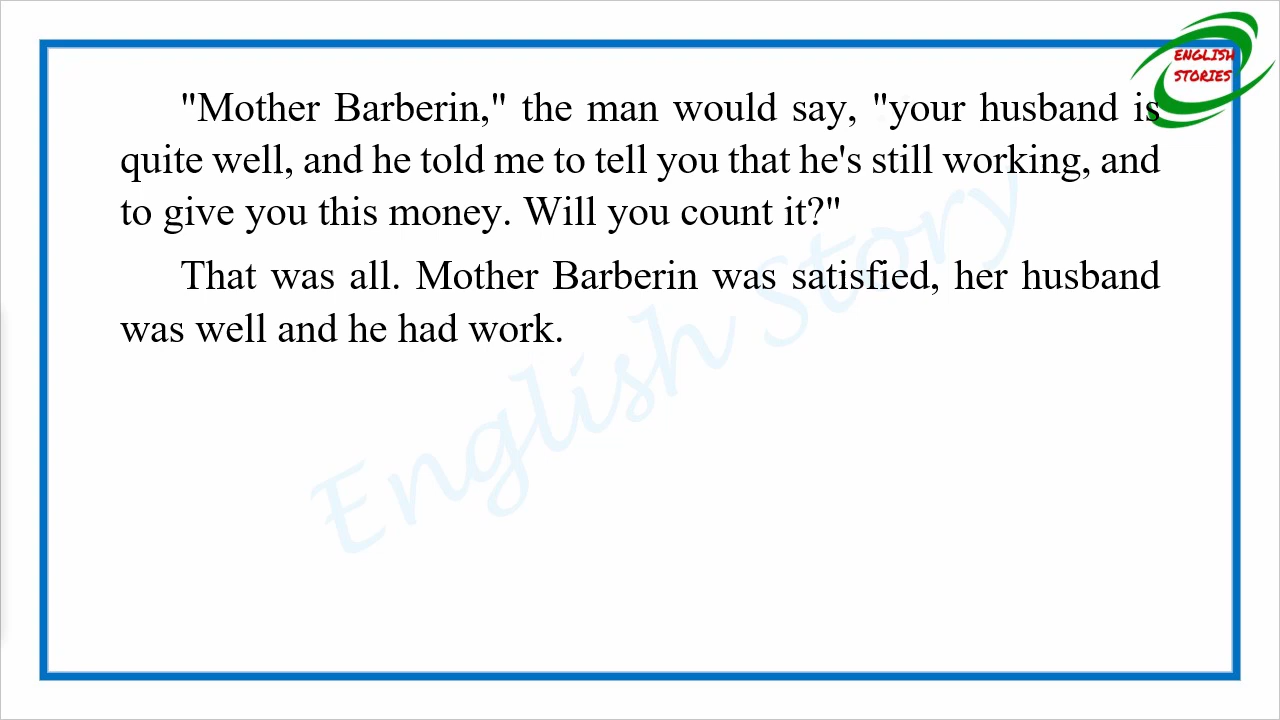 ENGLISH
STORIES
"Mother Barberin," the man would say, "your husband is
quite well, and he told me to tell you that he's still working, and
to give you this money. Will you count it?"
That was all. Mother Barberin was satisfied, her husband
was well and he had work.
English Story